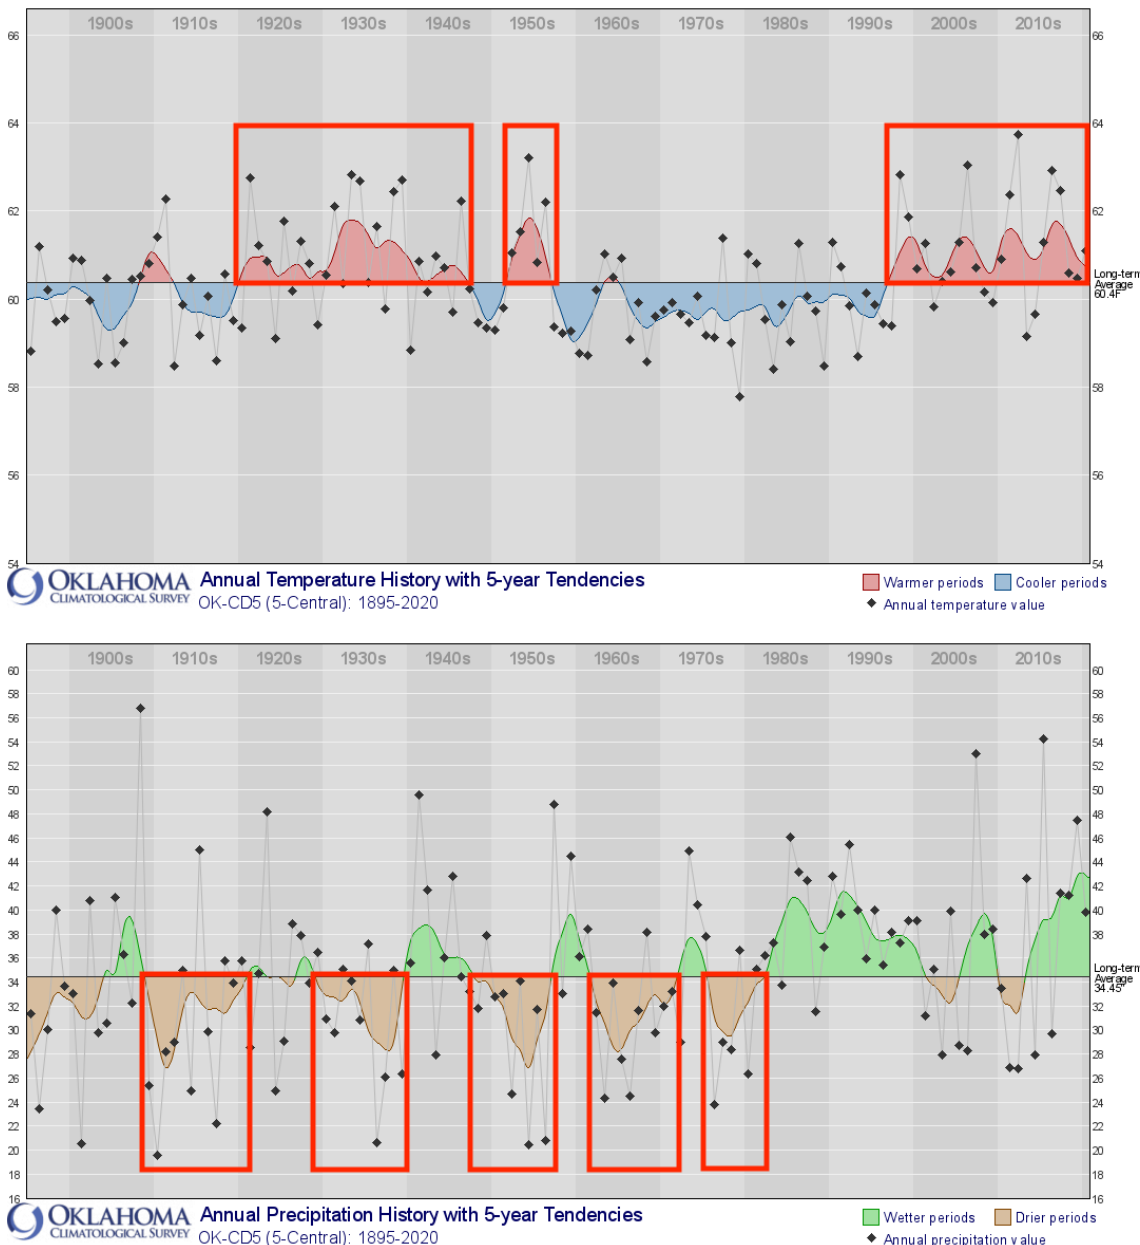 1900s 1910s 1920s 1930s 1940s 1950s 1960s 1970s 1980s 1990s 2000s 2010s
66 66
64 64
62 62
Long-term
Average
60.4F
60
58 58
56 56
54 54
OKLAHOMA
CLIMATOLOGICAL SURVEY
Annual Temperature History with 5-year Tendencies
OK-CD5 (5-Central): 1895-2020
Warmer periods Cooler periods
Annual temperature value
1900s 1910s 1920s 1930s 1940s 1950s 1960s 1970s 1980s 1990s 2000s 2010s
60 60
58 58
56 56
54 54
52 52
50 50
48 48
46 46
44 44
42 42
40 40
38 38
36 36
Long-term
Average
34.45"
34
32 32
30 30
28 28
26 26
24 24
22 22
20 20
18 18
16 16
OKLAHOMA
CLIMATOLOGICAL SURVEY
Annual Precipitation History with 5-year Tendencies
OK-CD5 (5-Central): 1895-2020
Wetter periods Drier periods
Annual precipitation value